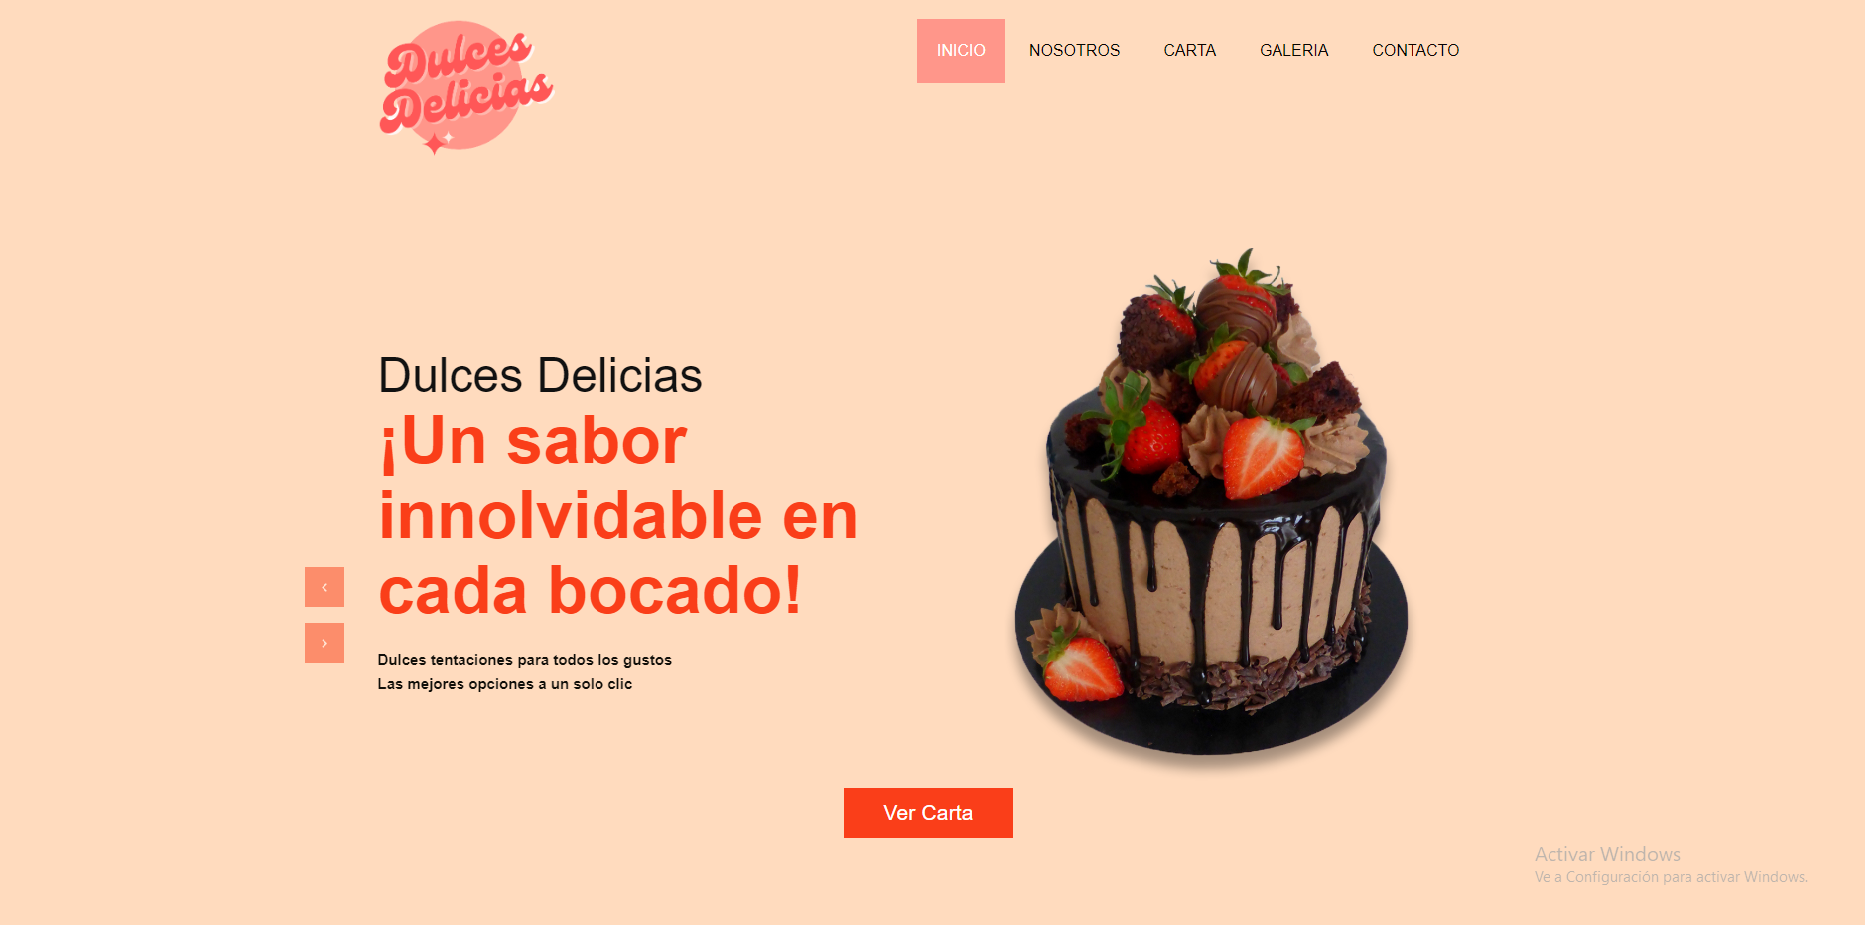 Dulces
Delicias
INICIO
NOSOTROS
CARTA
GALERIA
CONTACTO
Dulces Delicias
¡Un sabor
innolvidable en
cada bocado!
‹
›
Dulces tentaciones para todos los gustos
Las mejores opciones a un solo clic
Ver Carta
Activar Windows
Ve a Configuración para activar Windows.